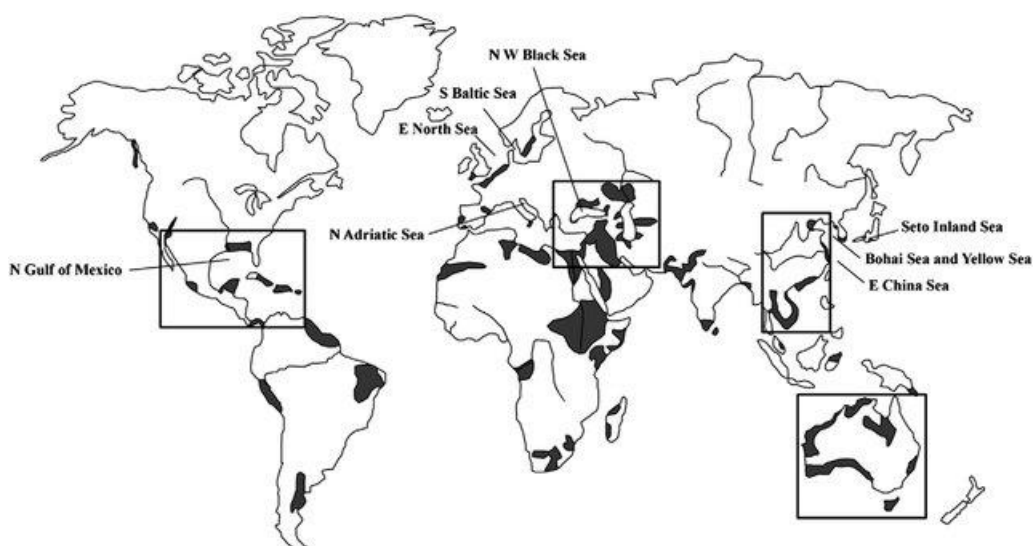 N W Black Sea
S Baltic Sea
E North Sea
N Adriatic Sea
Seto Inland Sea
N Gulf of Mexico
Bohai Sea and Yellow Sea
E China Sea